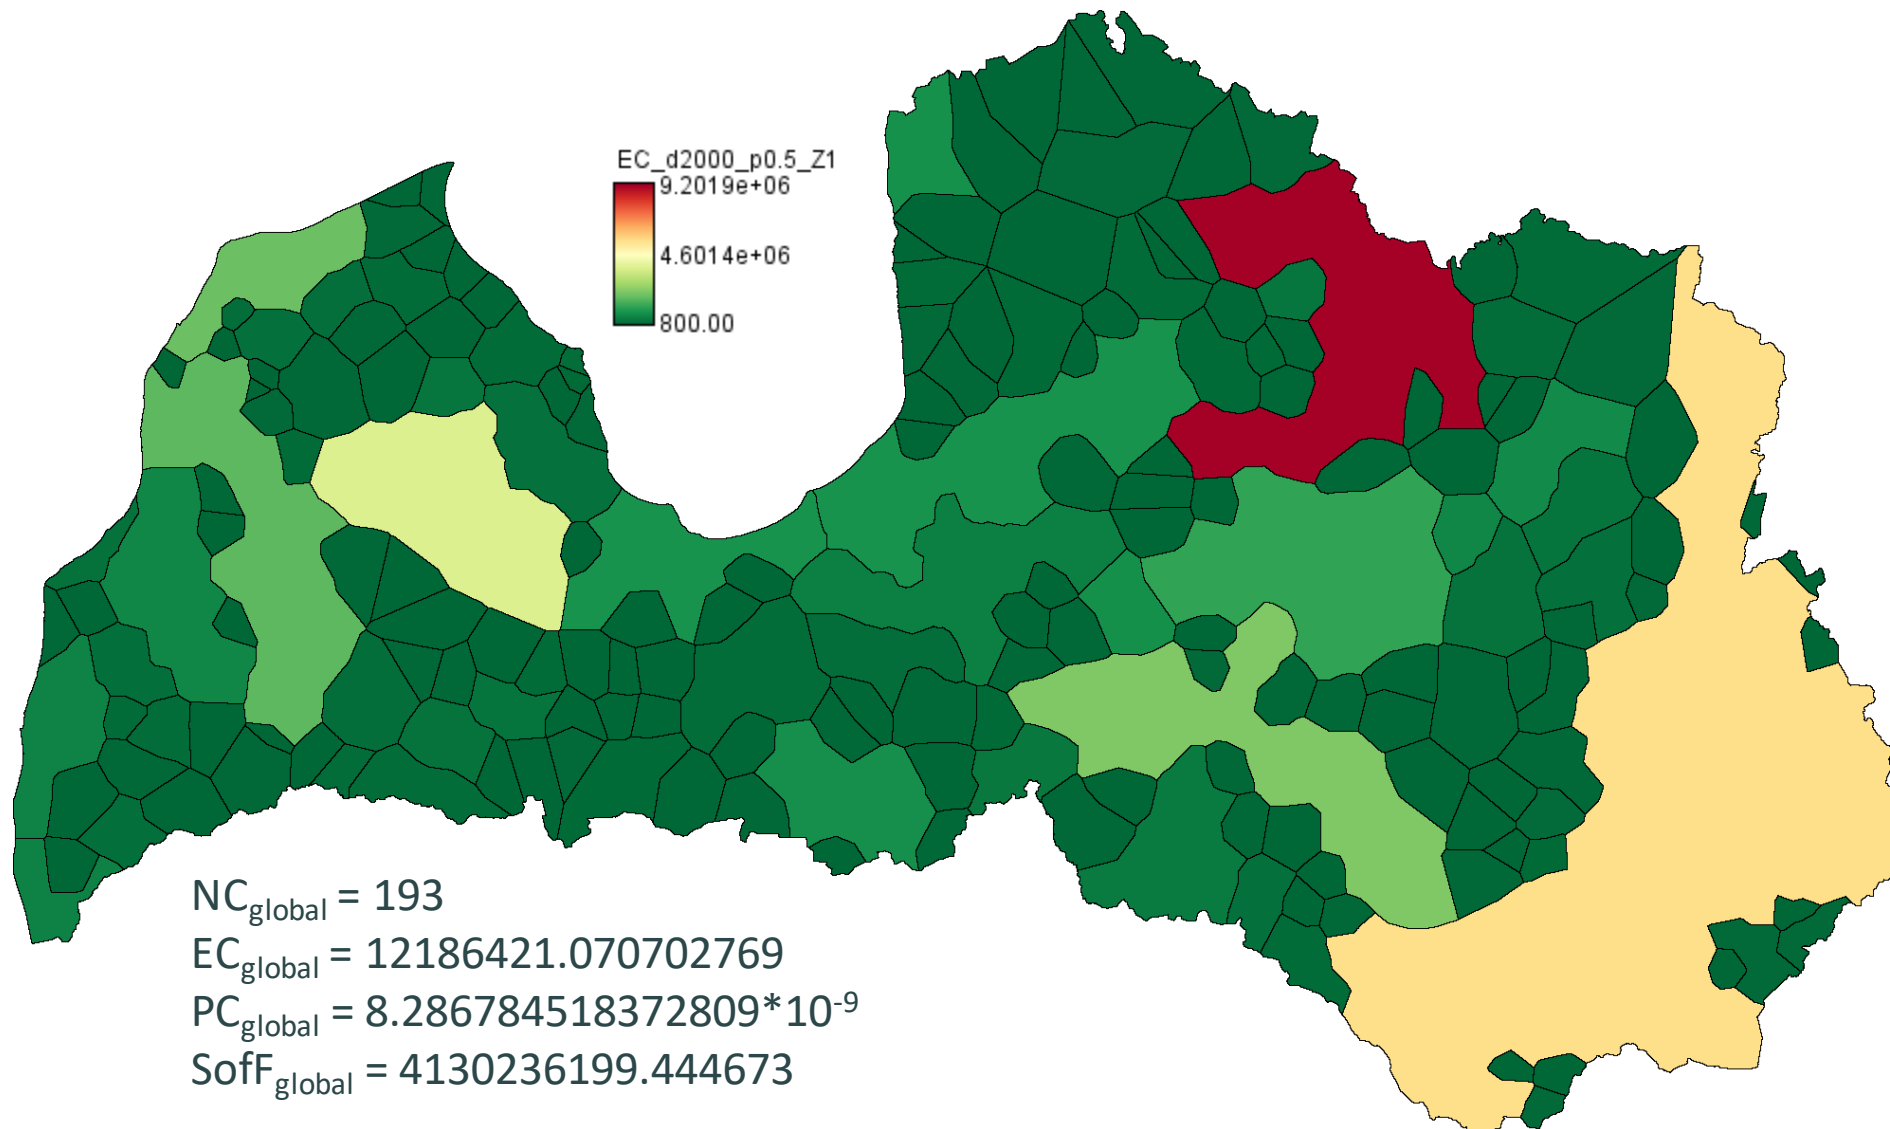 EC_d2000_p0.5_Z1
9.2019e+06
4.6014e+06
800.00
NCglobal = 193
ECglobal = 12186421.070702769
PCglobal = 8.286784518372809*10-9
SofFglobal = 4130236199.444673